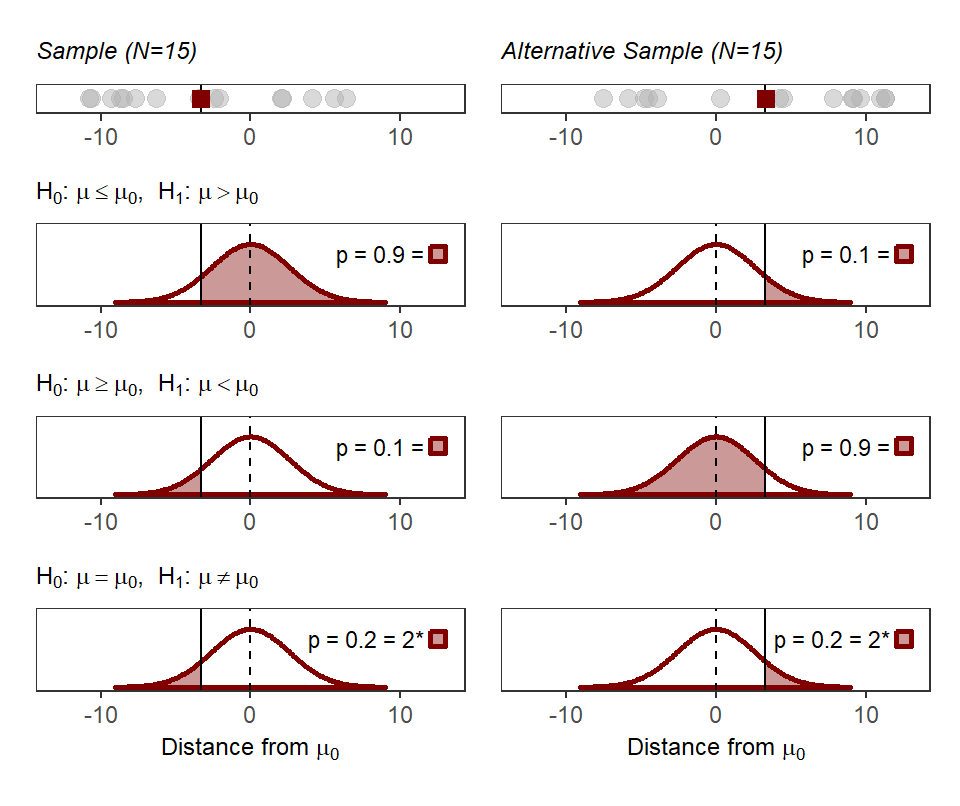 Sample (N=15)
Alternative Sample (N=15)
-10 0 10
-10 0 10
H₀: μ ≤ μ₀, H₁: μ > μ₀
p = 0.9 =
p = 0.1 =
-10 0 10
-10 0 10
H₀: μ ≥ μ₀, H₁: μ < μ₀
p = 0.1 =
p = 0.9 =
-10 0 10
-10 0 10
H₀: μ = μ₀, H₁: μ ≠ μ₀
p = 0.2 = 2*
p = 0.2 = 2*
-10 0 10
-10 0 10
Distance from μ₀
Distance from μ₀